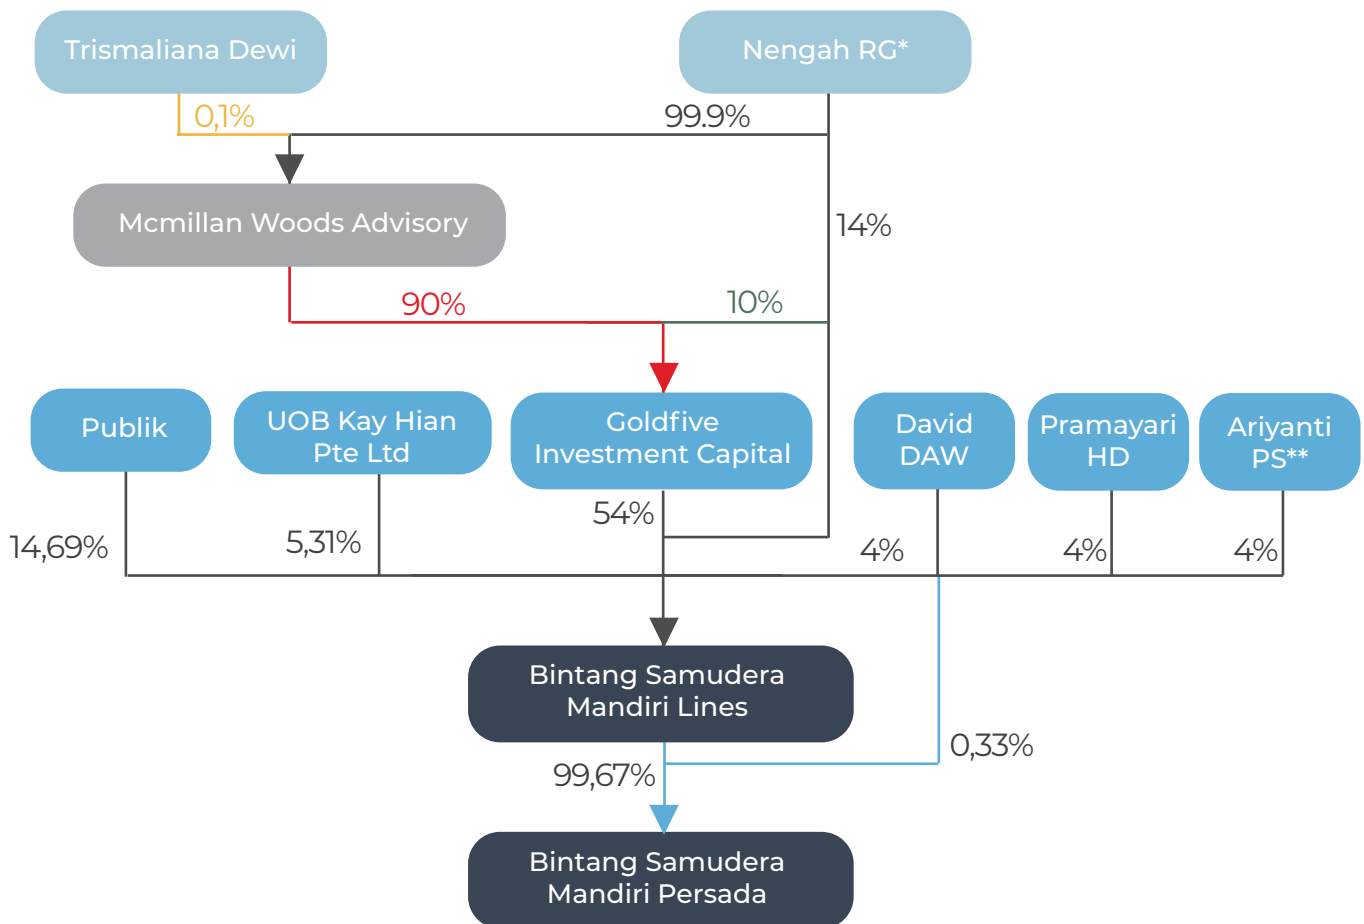 Trismaliana Dewi
Nengah RG*
0,1%
99.9%
Mcmillan Woods Advisory
14%
90%
10%
Publik
UOB Kay Hian
Pte Ltd
Goldfive
Investment Capital
David
DAW
Pramayari
HD
Ariyanti
PS**
14,69%
5,31%
54%
4%
4%
4%
Bintang Samudera
Mandiri Lines
99,67%
0,33%
Bintang Samudera
Mandiri Persada